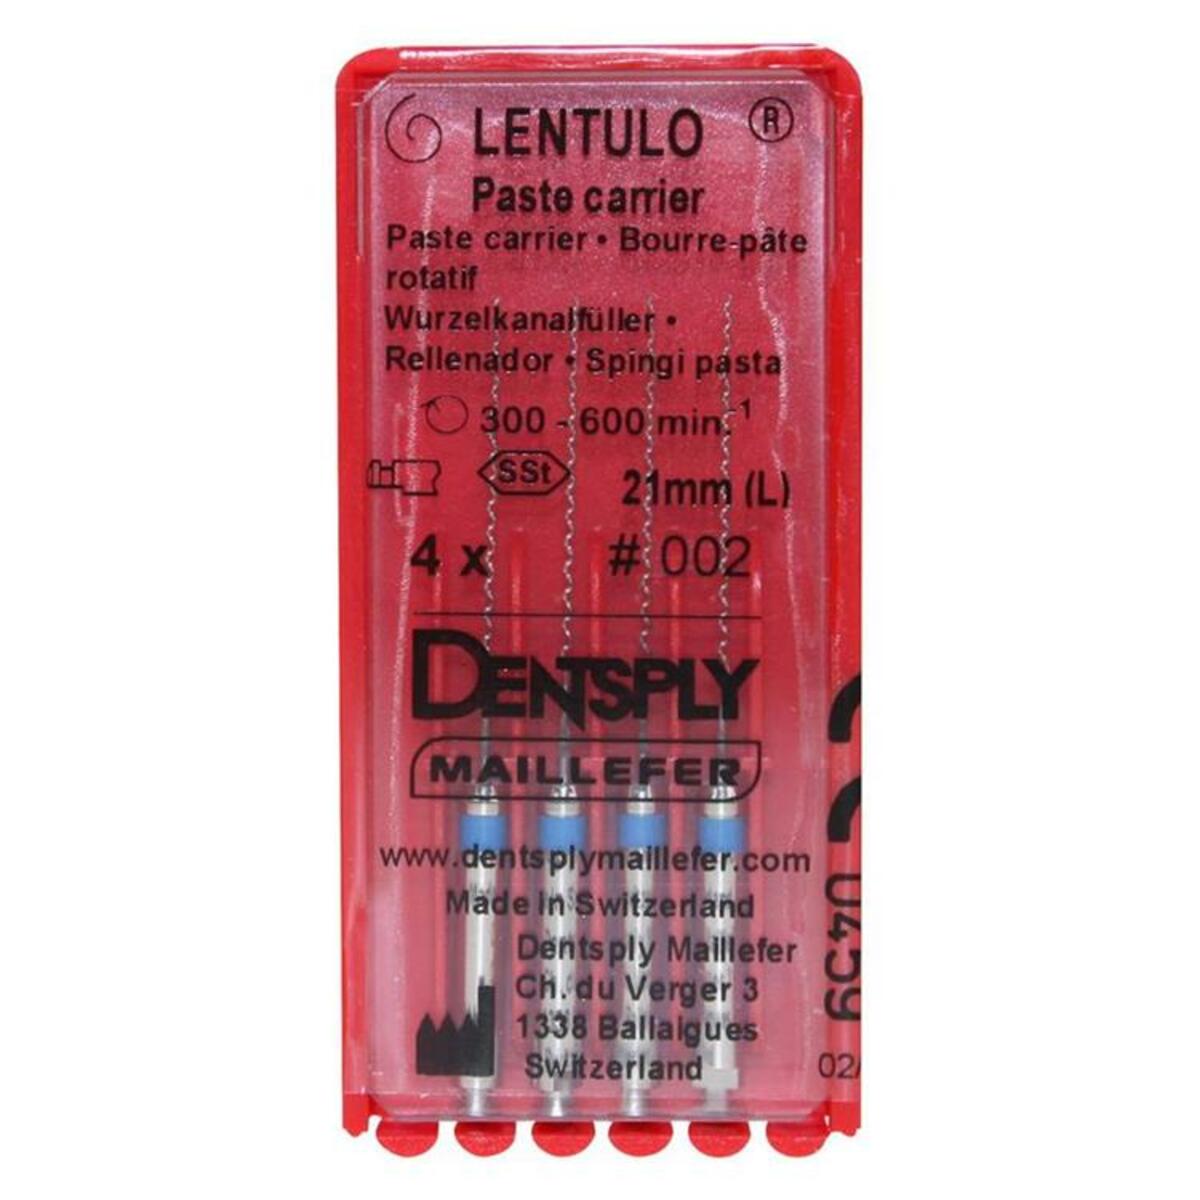 LENTULO ®
Paste carrier
Paste carrier • Bourre-pâte
rotatif
Wurzelkanalfüller •
Rellenador • Spingi pasta
300 - 600 min.⁻¹
SSt
21mm (L)
4 x # 002
DENTSPLY
MAILLEFER
www.dentsplymaillefer.com
Made in Switzerland
Dentsply Maillefer
Ch. du Verger 3
1338 Ballaigues
Switzerland
0459
02/